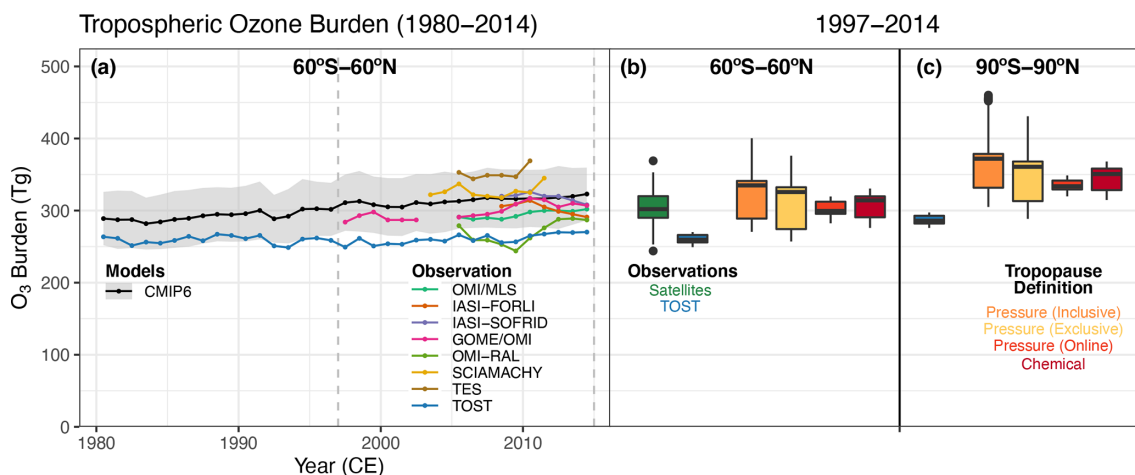 Tropospheric Ozone Burden (1980−2014)
1997−2014
(a)
60ºS−60ºN
(b)
60ºS−60ºN
(c)
90ºS−90ºN
500
400
300
200
100
0
O3 Burden (Tg)
1980
1990
2000
2010
Year (CE)
Models
CMIP6
Observation
OMI/MLS
IASI−FORLI
IASI−SOFRID
GOME/OMI
OMI−RAL
SCIAMACHY
TES
TOST
Observations
Satellites
TOST
Tropopause
Definition
Pressure (Inclusive)
Pressure (Exclusive)
Pressure (Online)
Chemical